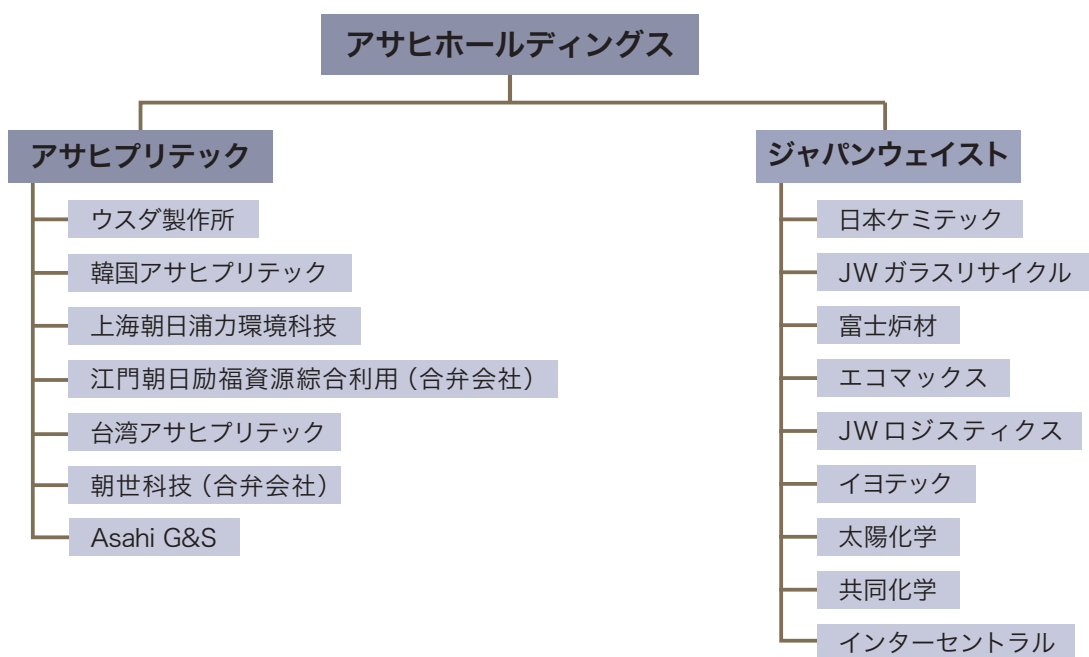 アサヒホールディングス
アサヒプリテック
ウスダ製作所
韓国アサヒプリテック
上海朝日浦力環境科技
江門朝日励福資源綜合利用（合弁会社）
台湾アサヒプリテック
朝世科技（合弁会社）
Asahi G&S
ジャパンウェイスト
日本ケミテック
JWガラスリサイクル
富士炉材
エコマックス
JWロジスティクス
イヨテック
太陽化学
共同化学
インターセントラル